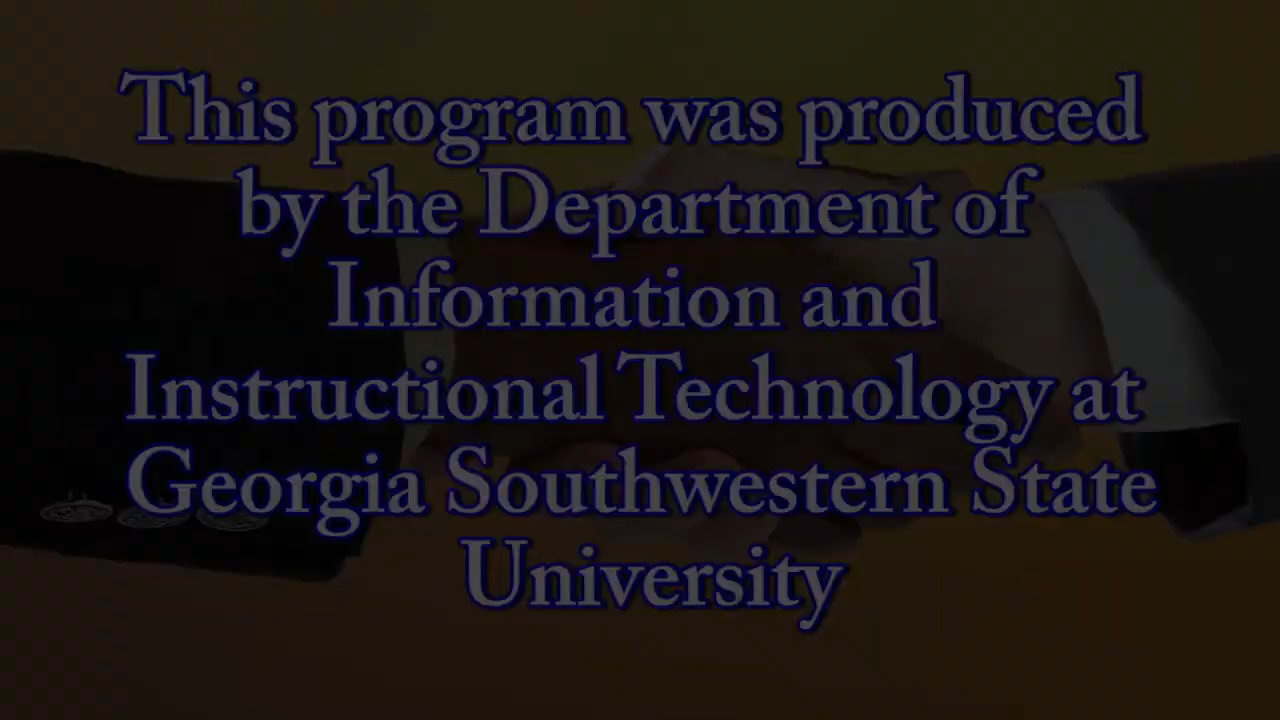 This program was produced
by the Department of
Information and
Instructional Technology at
Georgia Southwestern State
University